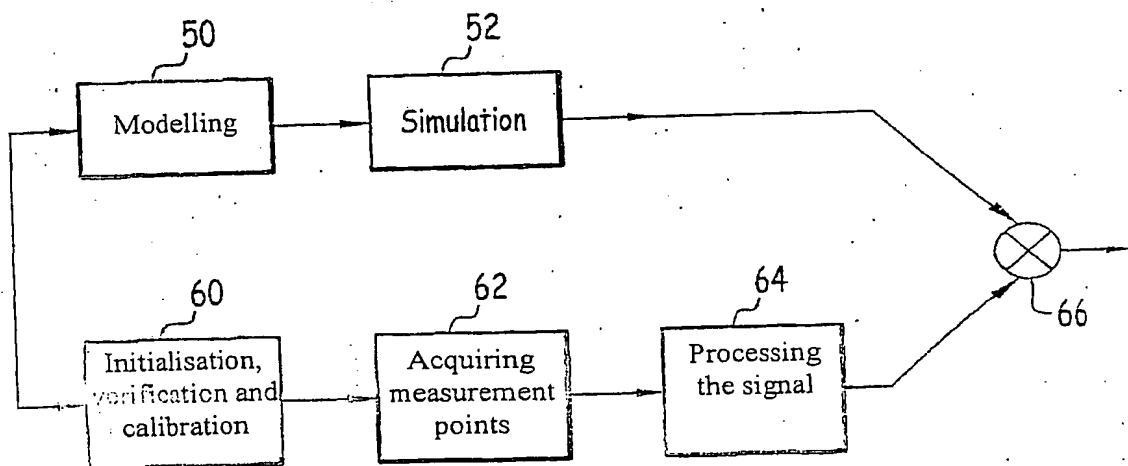 50
52
Modelling
Simulation
60
62
64
Initialisation,
verification and
calibration
Acquiring
measurement
points
Processing
the signal
66